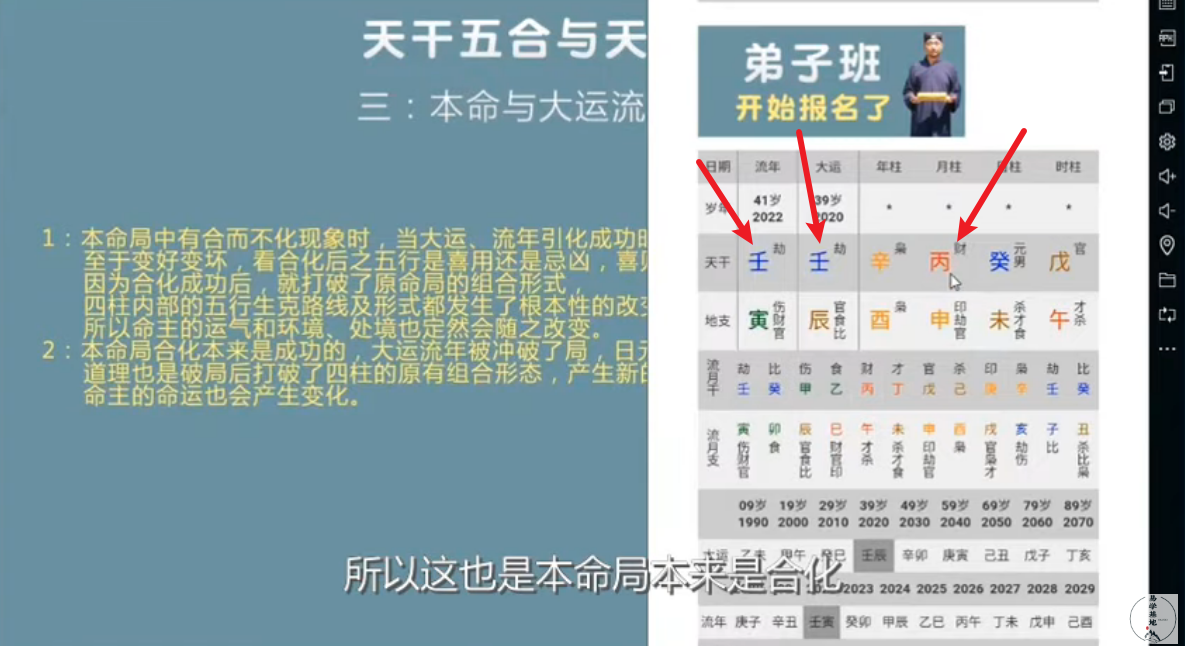 天干五合与天
三：本命与大运流
1：本命局中有合而不化现象时，当大运、流年引化成功
至于变好变坏，看合化后之五行是喜用还是忌凶，喜
因为合化成功后，就打破了原命局的组合形式，
四柱内部的五行生克路线及形式都发生了根本性的改
所以命主的运气和环境、处境也定然会随之改变。
2：本命局合化本来是成功的，大运流年被冲破了局，日
道理也是破局后打破了四柱的原有组合形态，产生新的
命主的命运也会产生变化。
弟子班
开始报名了
日期 流年 大运 年柱 月柱 柱 时柱
岁年 41岁 39岁 * * * *
2022 2020
天干 壬 劫 壬 劫 辛 枭 丙 财 癸 元男 戊 官
地支 寅 伤财官 辰 官食比 酉 枭 申 印劫官 未 杀才食 午 才杀
流月干 劫 比 伤 食 财 才 官 杀 印 枭 劫 比
壬 癸 甲 乙 丙 丁 戊 己 庚 辛 壬 癸
流月支 寅 卯 辰 巳 午 未 申 酉 戌 亥 子 丑
伤财官 食 官食比 财官印 才杀 杀才食 印劫官 枭 官枭才 劫伤 比 杀比枭
09岁 19岁 29岁 39岁 49岁 59岁 69岁 79岁 89岁
1990 2000 2010 2020 2030 2040 2050 2060 2070
大运 乙未 甲午 癸巳 壬辰 辛卯 庚寅 己丑 戊子 丁亥
所以这也是本命局本来是合化
2023 2024 2025 2026 2027 2028 2029
流年 庚子 辛丑 壬寅 癸卯 甲辰 乙巳 丙午 丁未 戊申 己酉
易学基地